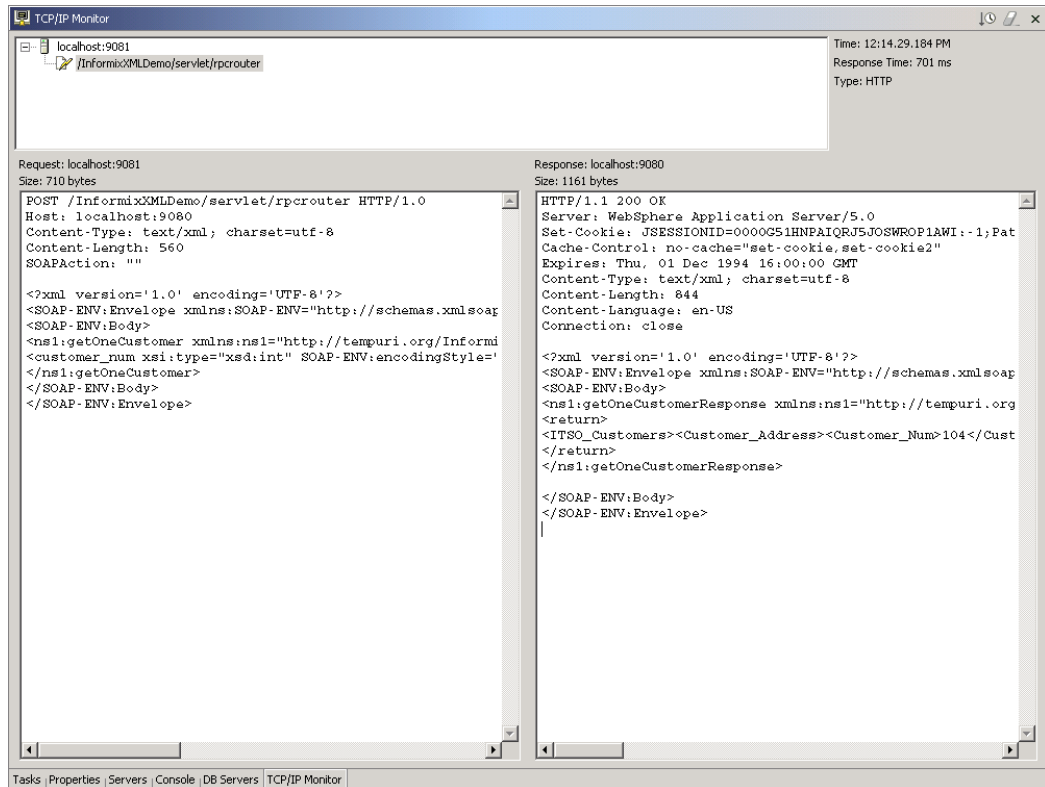 TCP/IP Monitor
localhost:9081
/InformixXMLDemo/servlet/rpcrouter
Time: 12:14.29.184 PM
Response Time: 701 ms
Type: HTTP
Request: localhost:9081
Size: 710 bytes
POST /InformixXMLDemo/servlet/rpcrouter HTTP/1.0
Host: localhost:9080
Content-Type: text/xml; charset=utf-8
Content-Length: 560
SOAPAction: ""
<?xml version='1.0' encoding='UTF-8'?>
<SOAP-ENV:Envelope xmlns:SOAP-ENV="http://schemas.xmlsoap
<SOAP-ENV:Body>
<ns1:getOneCustomer xmlns:ns1="http://tempuri.org/Informi
<customer_num xsi:type="xsd:int" SOAP-ENV:encodingStyle='
</ns1:getOneCustomer>
</SOAP-ENV:Body>
</SOAP-ENV:Envelope>
Response: localhost:9080
Size: 1161 bytes
HTTP/1.1 200 OK
Server: WebSphere Application Server/5.0
Set-Cookie: JSESSIONID=0000G51HNPAIQRJ5JOSWROP1AWI:-1;Pat
Cache-Control: no-cache="set-cookie,set-cookie2"
Expires: Thu, 01 Dec 1994 16:00:00 GMT
Content-Type: text/xml; charset=utf-8
Content-Length: 844
Content-Language: en-US
Connection: close
<?xml version='1.0' encoding='UTF-8'?>
<SOAP-ENV:Envelope xmlns:SOAP-ENV="http://schemas.xmlsoap
<SOAP-ENV:Body>
<ns1:getOneCustomerResponse xmlns:ns1="http://tempuri.org
<return>
<ITSO_Customers><Customer_Address><Customer_Num>104</Cust
</return>
</ns1:getOneCustomerResponse>
</SOAP-ENV:Body>
</SOAP-ENV:Envelope>
Tasks Properties Servers Console DB Servers TCP/IP Monitor